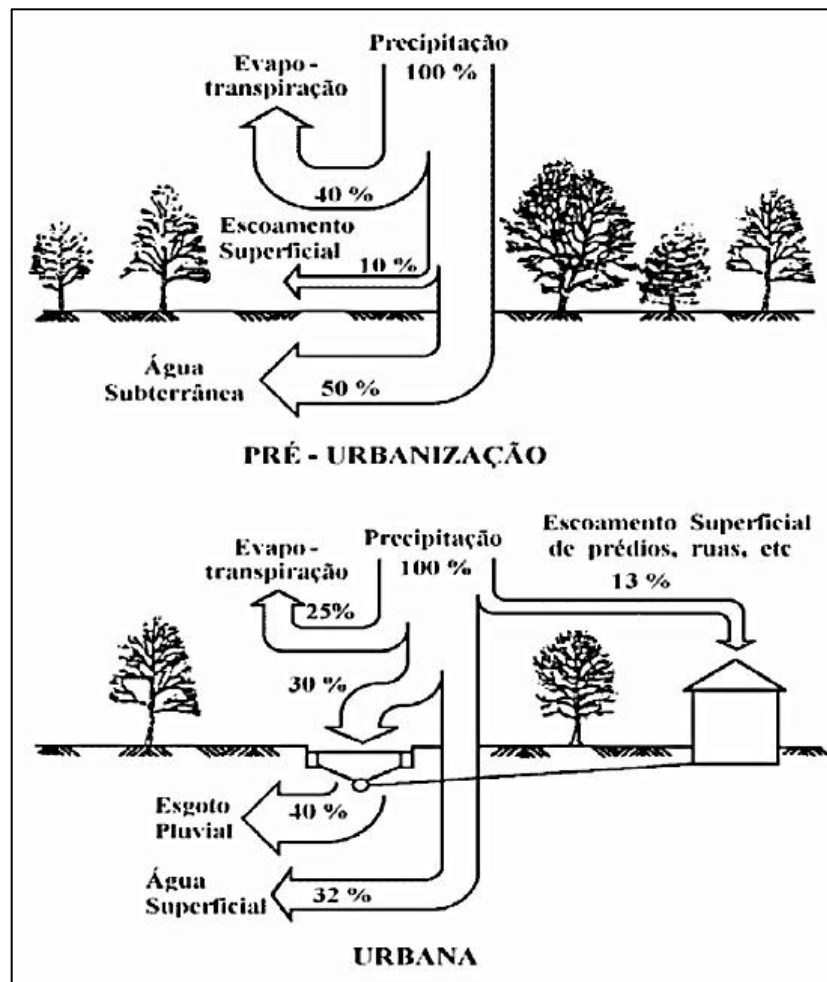 Precipitação
100 %
Evapo-
transpiração
40 %
Escoamento
Superficial
10 %
Água
Subterrânea
50 %
PRÉ - URBANIZAÇÃO
Escoamento Superficial
de prédios, ruas, etc
13 %
Precipitação
100 %
Evapo-
transpiração
25%
30 %
Esgoto
Pluvial
40 %
Água
Superficial
32 %
URBANA